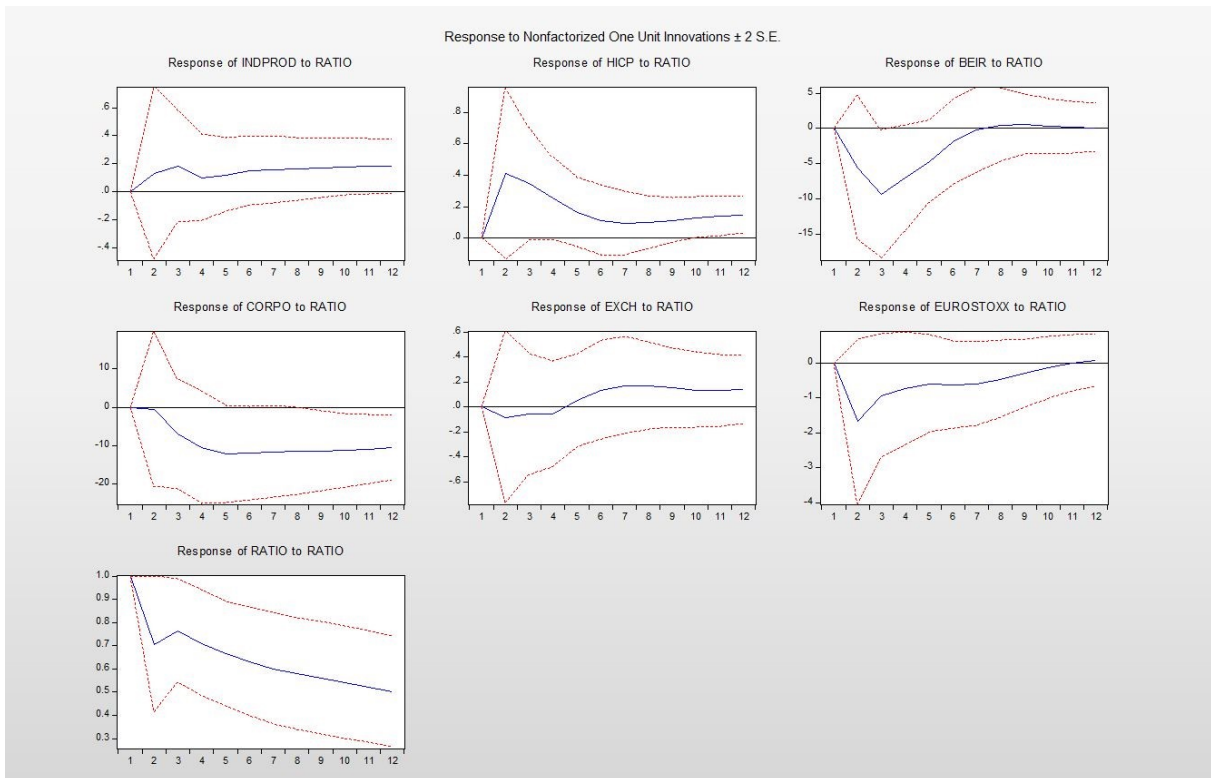 Response to Nonfactorized One Unit Innovations ± 2 S.E.
Response of INDPROD to RATIO
.6
.4
.2
.0
-.2
-.4
1 2 3 4 5 6 7 8 9 10 11 12
Response of HICP to RATIO
.8
.6
.4
.2
.0
1 2 3 4 5 6 7 8 9 10 11 12
Response of BEIR to RATIO
5
0
-5
-10
-15
1 2 3 4 5 6 7 8 9 10 11 12
Response of CORPO to RATIO
10
0
-10
-20
1 2 3 4 5 6 7 8 9 10 11 12
Response of EXCH to RATIO
.6
.4
.2
.0
-.2
-.4
-.6
1 2 3 4 5 6 7 8 9 10 11 12
Response of EUROSTOXX to RATIO
0
-1
-2
-3
-4
1 2 3 4 5 6 7 8 9 10 11 12
Response of RATIO to RATIO
1.0
0.9
0.8
0.7
0.6
0.5
0.4
0.3
1 2 3 4 5 6 7 8 9 10 11 12